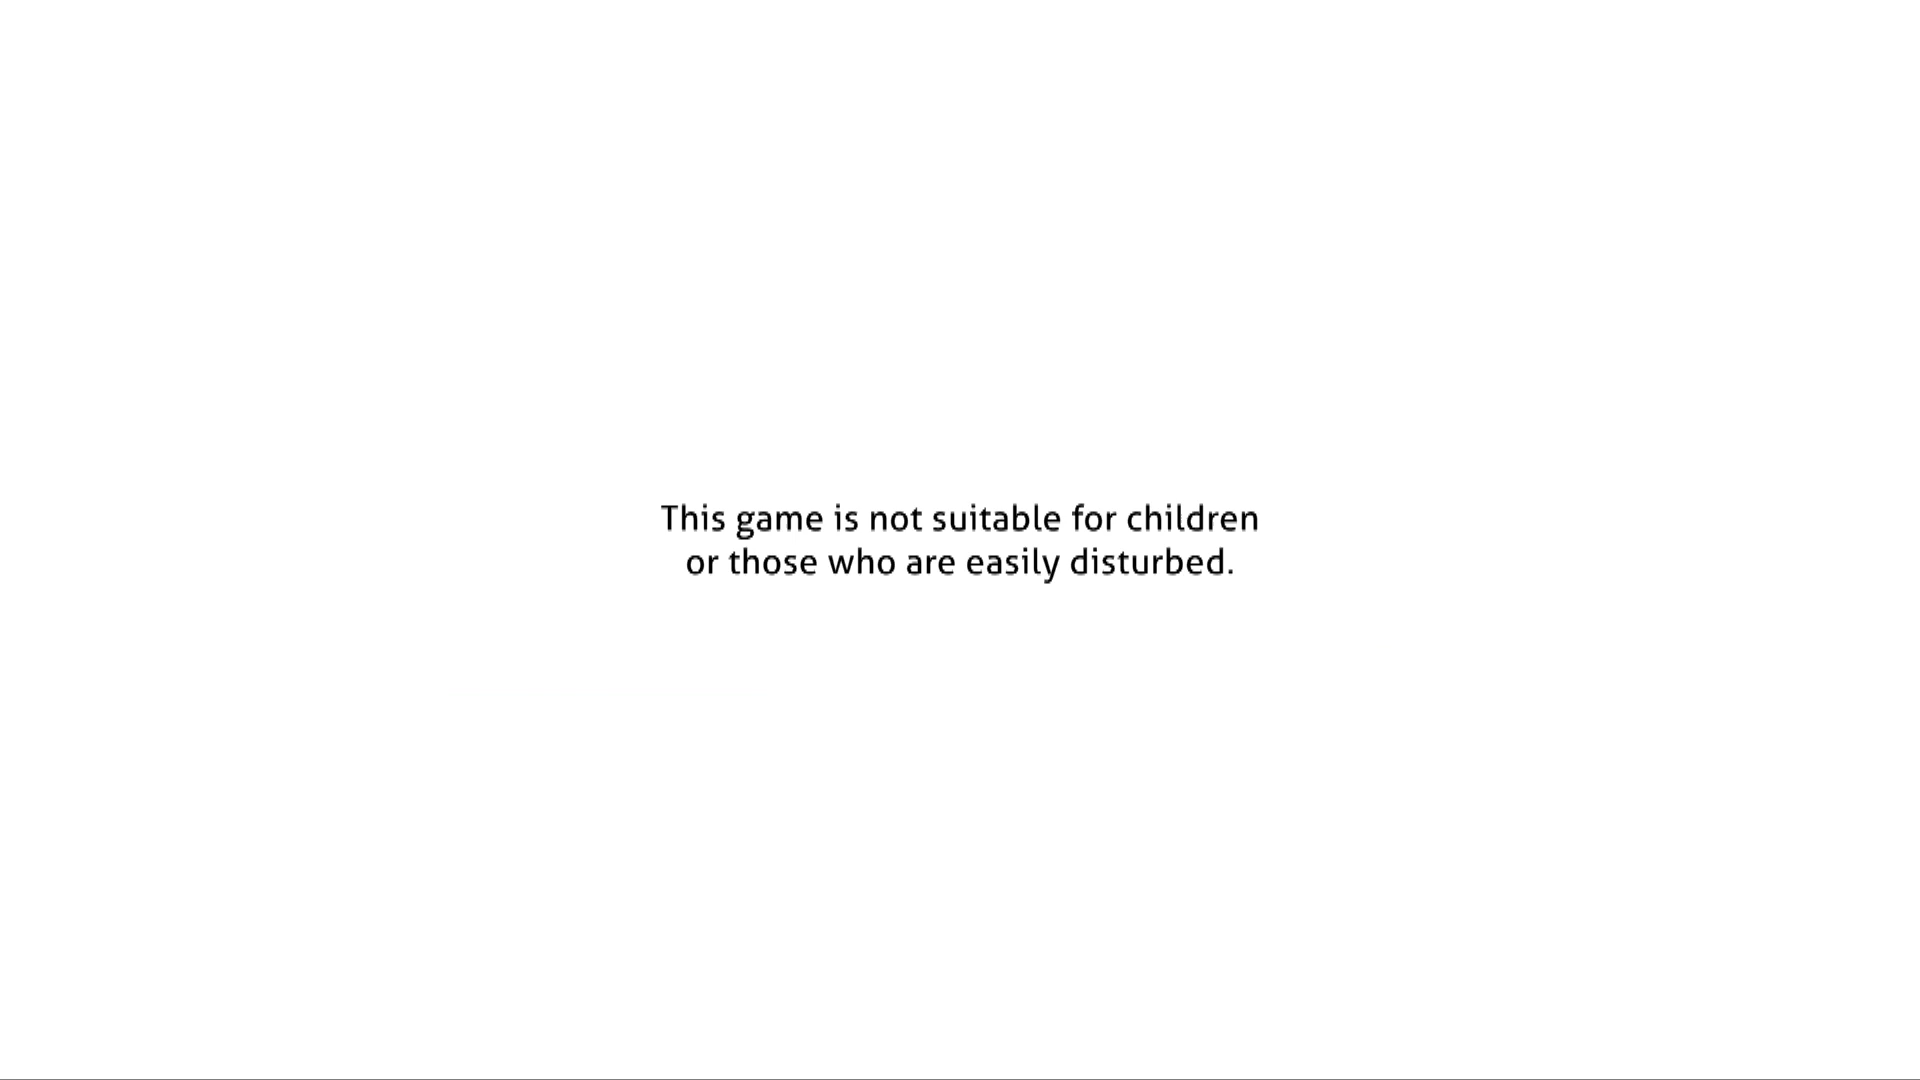 This game is not suitable for children
or those who are easily disturbed.